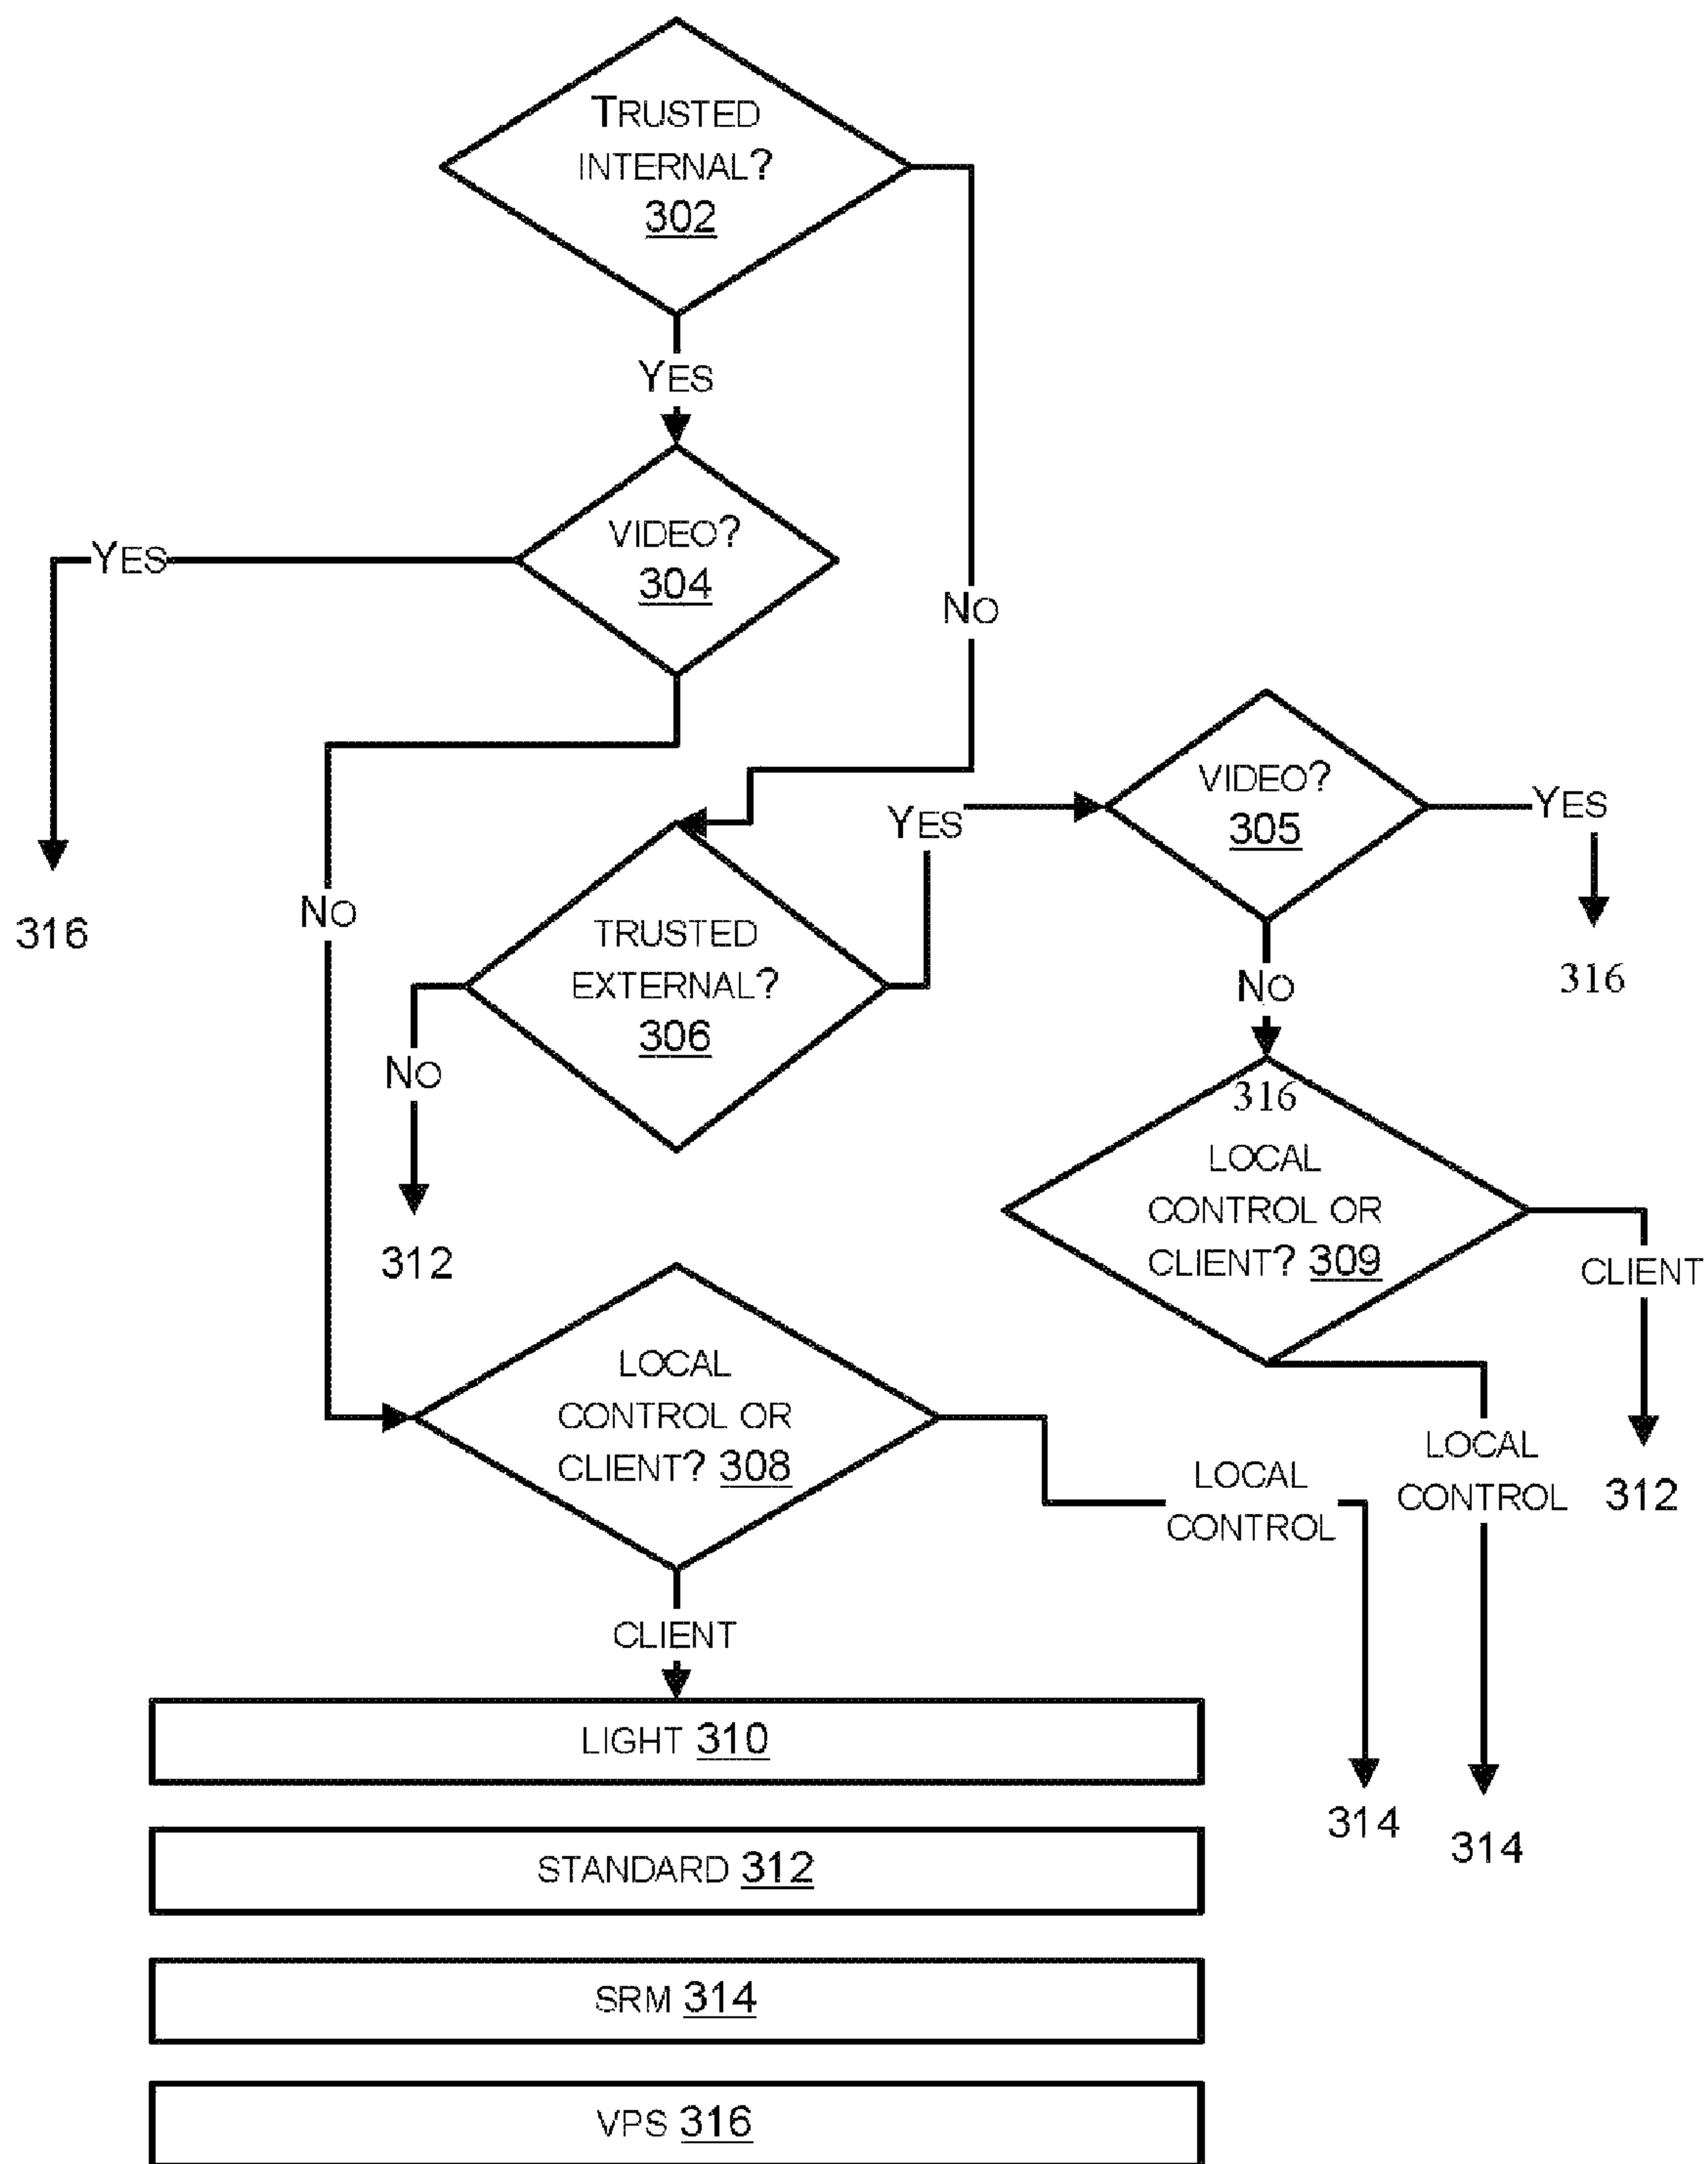 TRUSTED
INTERNAL?
302
YES
VIDEO?
304
YES
NO
VIDEO?
305
YES
YES
316
NO
TRUSTED
EXTERNAL?
306
NO
316
NO
316
LOCAL
CONTROL OR
CLIENT? 309
CLIENT
312
LOCAL
CONTROL OR
CLIENT? 308
LOCAL
CONTROL
LOCAL
CONTROL
312
CLIENT
LIGHT 310
314
314
STANDARD 312
SRM 314
VPS 316